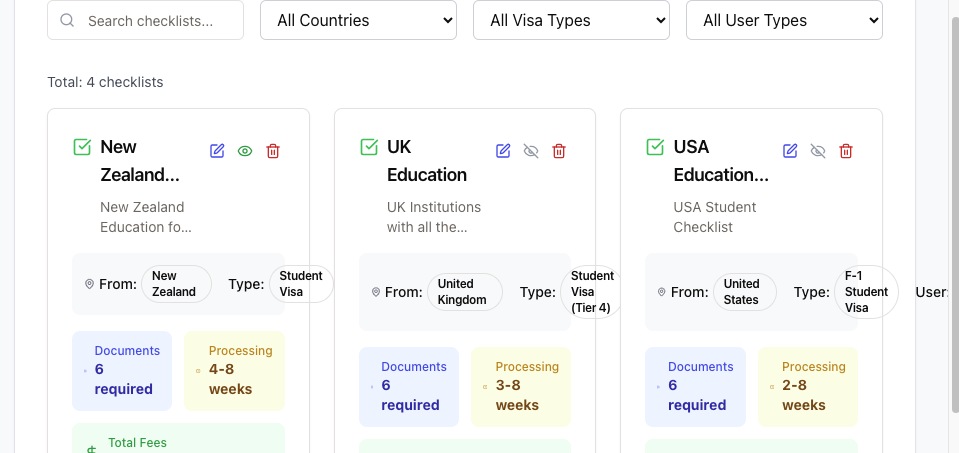 Search checklists...
All Countries
All Visa Types
All User Types
Total: 4 checklists
New
Zealand...
New Zealand
Education fo...
From:
New
Zealand
Type:
Student
Visa
Documents
6
required
Processing
4-8
weeks
$
Total Fees
UK
Education
UK Institutions
with all the...
From:
United
Kingdom
Type:
Student
Visa
(Tier 4)
Documents
6
required
Processing
3-8
weeks
USA
Education...
USA Student
Checklist
From:
United
States
Type:
F-1
Student
Visa
User:
Documents
6
required
Processing
2-8
weeks